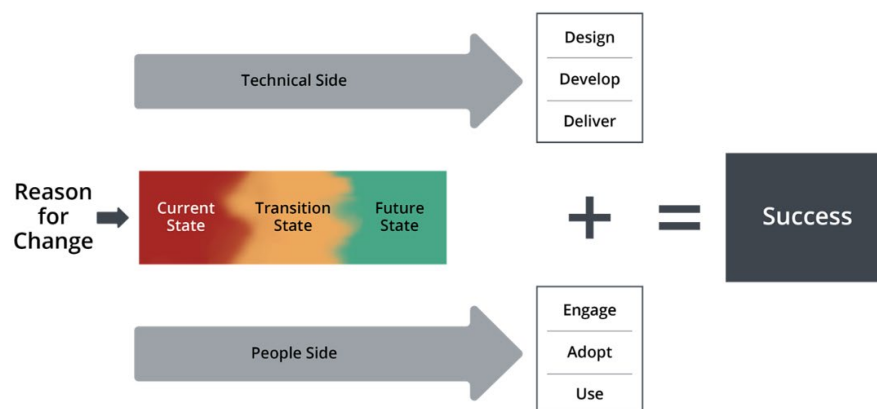 Technical Side
Design
Develop
Deliver
Reason
for
Change
Current
State
Transition
State
Future
State
+
=
Success
People Side
Engage
Adopt
Use